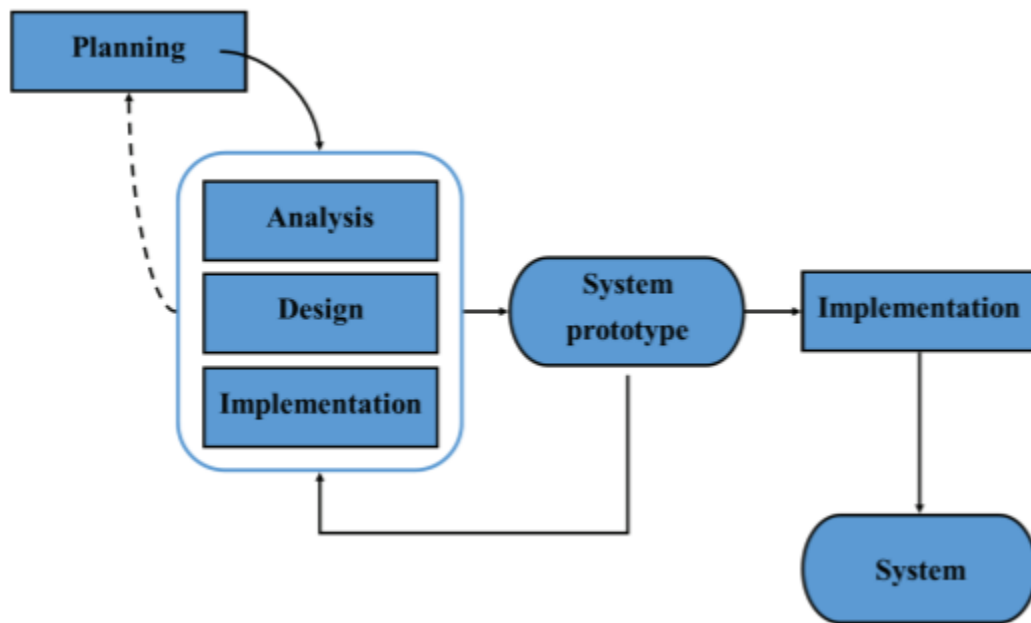 Planning
Analysis
Design
Implementation
System
prototype
Implementation
System